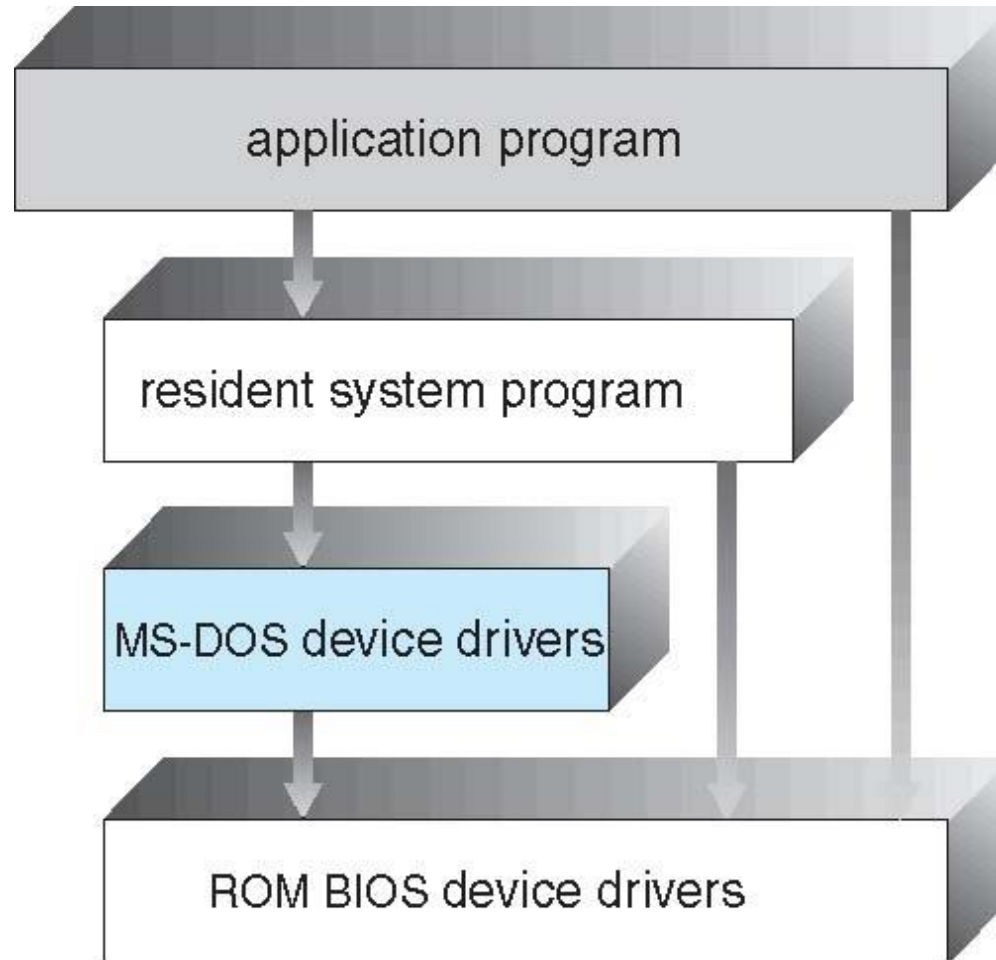 application program
resident system program
MS-DOS device drivers
ROM BIOS device drivers